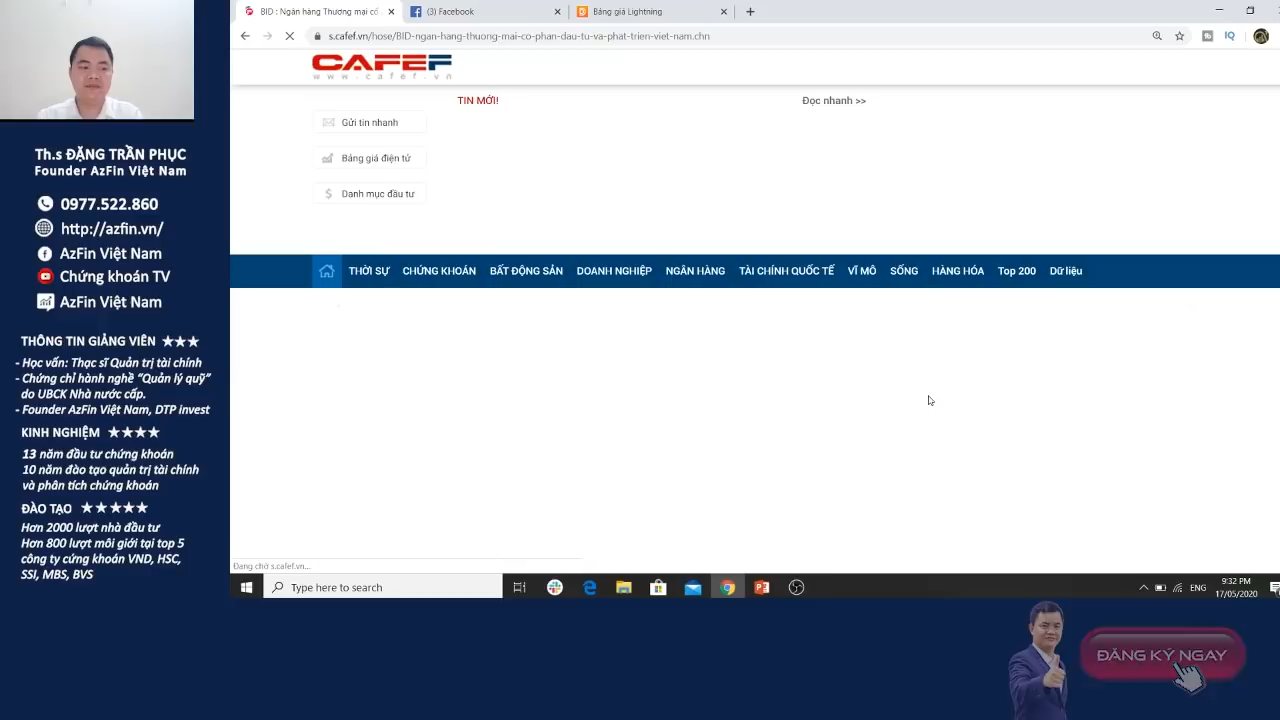 Th.s ĐẶNG TRẦN PHỤC
Founder AzFin Việt Nam
0977.522.860
http://azfin.vn/
AzFin Việt Nam
Chứng khoán TV
AzFin Việt Nam
THÔNG TIN GIẢNG VIÊN ★★★
- Học vấn: Thạc sĩ Quản trị tài chính
- Chứng chỉ hành nghề "Quản lý quỹ"
do UBCK Nhà nước cấp.
- Founder AzFin Việt Nam, DTP invest
KINH NGHIỆM ★★★★
13 năm đầu tư chứng khoán
10 năm đào tạo quản trị tài chính
và phân tích chứng khoán
ĐÀO TẠO ★★★★★
Hơn 2000 lượt nhà đầu tư
Hơn 800 lượt môi giới tại top 5
công ty cứng khoán VND, HSC,
SSI, MBS, BVS
BID : Ngân hàng Thương mại cổ
(3) Facebook
Bảng giá Lightning
s.cafef.vn/hose/BID-ngan-hang-thuong-mai-co-phan-dau-tu-va-phat-trien-viet-nam.chn
IQ
CAFEF
www.cafef.vn
TIN MỚI!
Đọc nhanh >>
Gửi tin nhanh
Bảng giá điện tử
Danh mục đầu tư
THỜI SỰ CHỨNG KHOÁN BẤT ĐỘNG SẢN DOANH NGHIỆP NGÂN HÀNG TÀI CHÍNH QUỐC TẾ VĨ MÔ SỐNG HÀNG HÓA Top 200 Dữ liệu
Đang chờ s.cafef.vn...
Type here to search
ENG
9:32 PM
17/05/2020
ĐĂNG KÝ NGAY